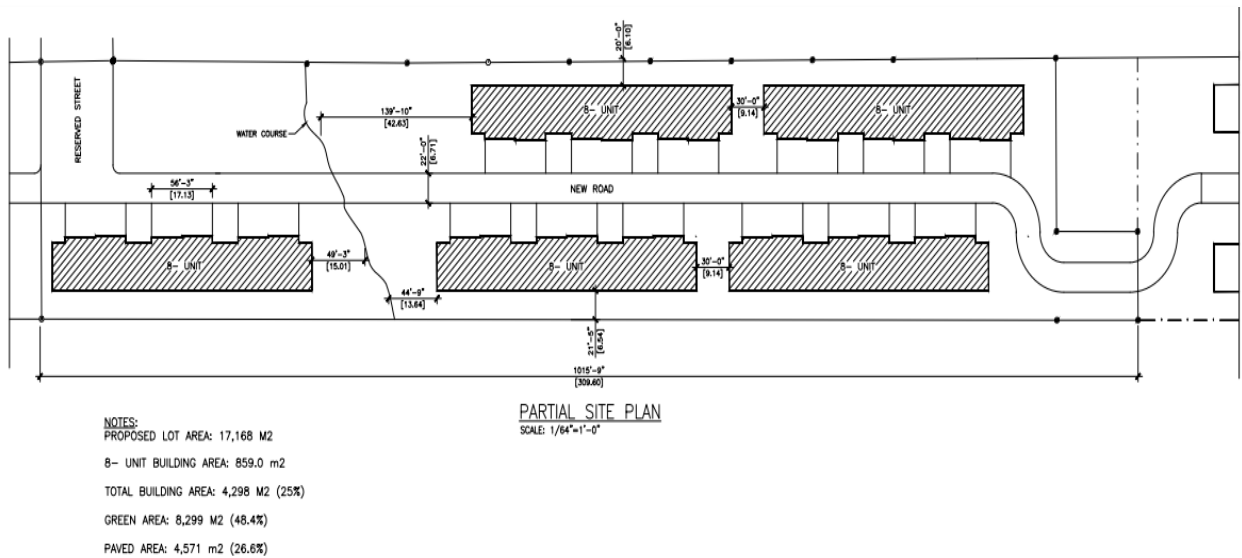 20'-0"
[6.10]
RESERVED STREET
139'-10"
[42.63]
8- UNIT
30'-0"
[9.14]
8- UNIT
WATER COURSE
22'-0"
[6.71]
56'-3"
[17.13]
NEW ROAD
8- UNIT
49'-3"
[15.01]
8- UNIT
30'-0"
[9.14]
8- UNIT
44'-9"
[13.64]
21'-5"
[6.54]
1015'-9"
[309.60]
PARTIAL SITE PLAN
SCALE: 1/64"=1'-0"
NOTES:
PROPOSED LOT AREA: 17,168 M2
8- UNIT BUILDING AREA: 859.0 m2
TOTAL BUILDING AREA: 4,298 M2 (25%)
GREEN AREA: 8,299 M2 (48.4%)
PAVED AREA: 4,571 m2 (26.6%)